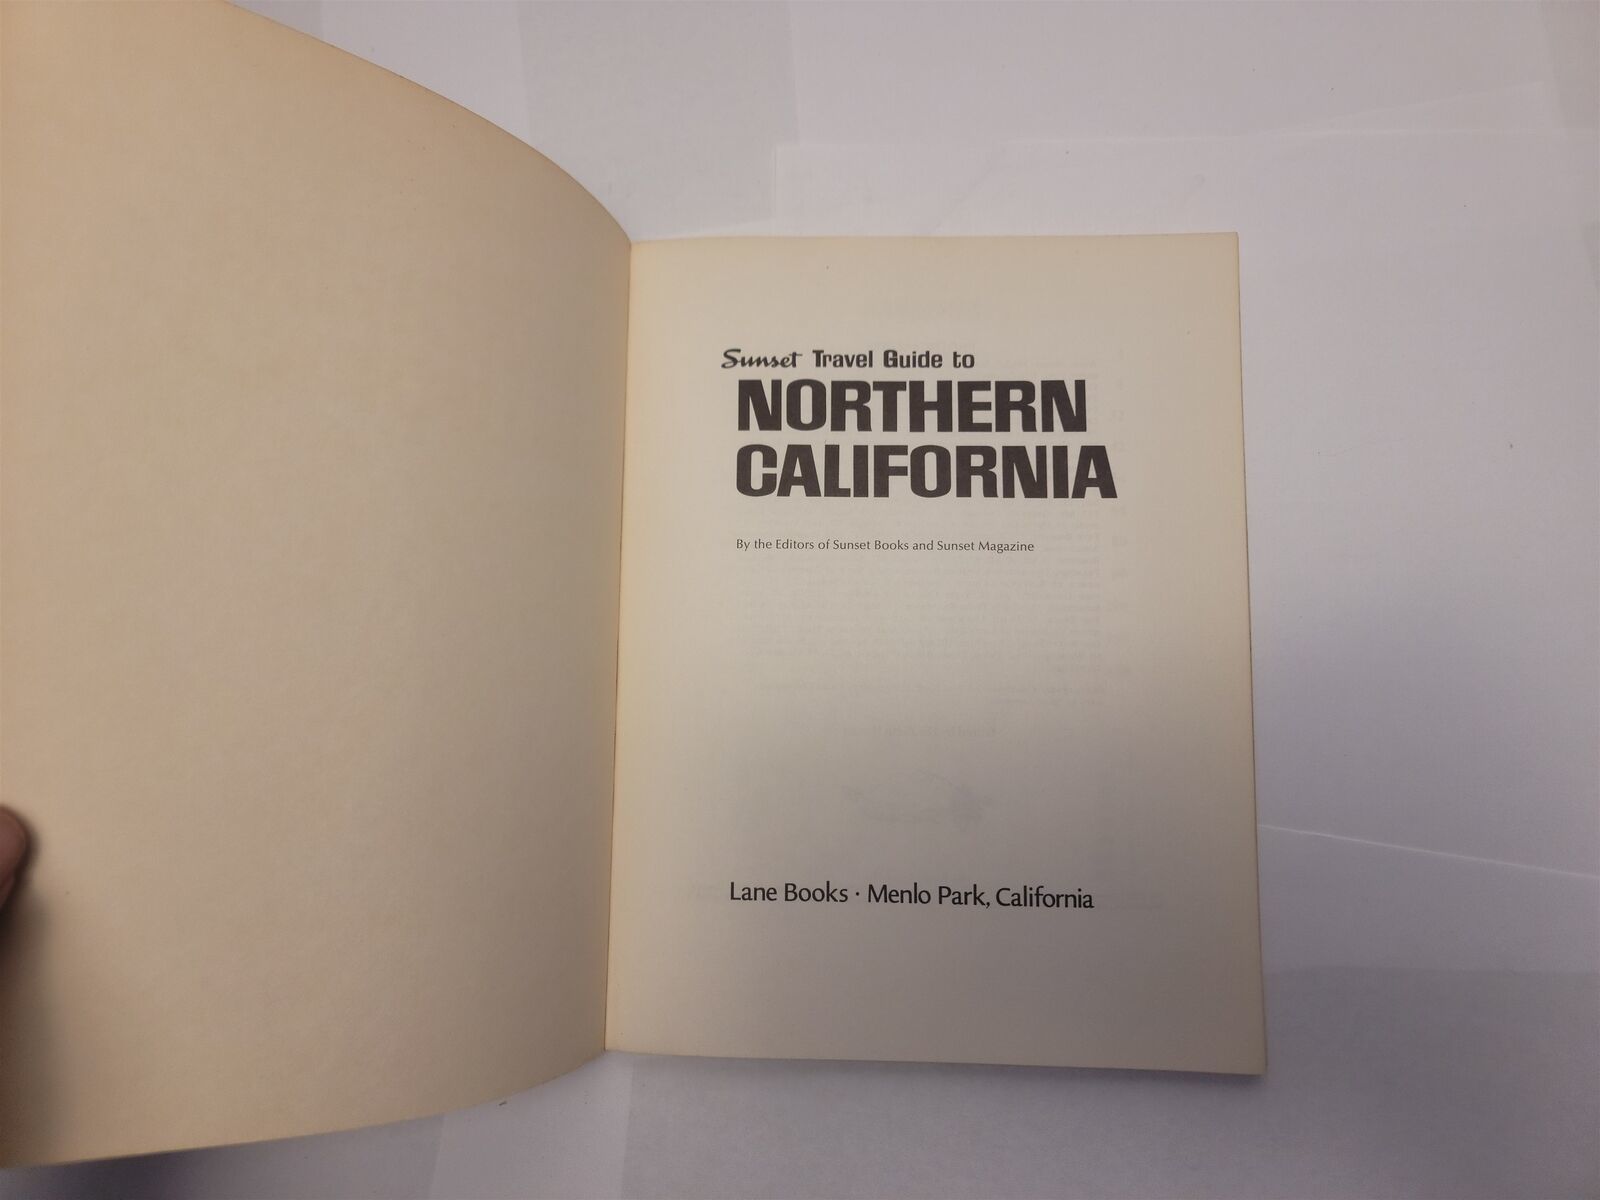 Sunset Travel Guide to
NORTHERN
CALIFORNIA
By the Editors of Sunset Books and Sunset Magazine
Lane Books · Menlo Park, California